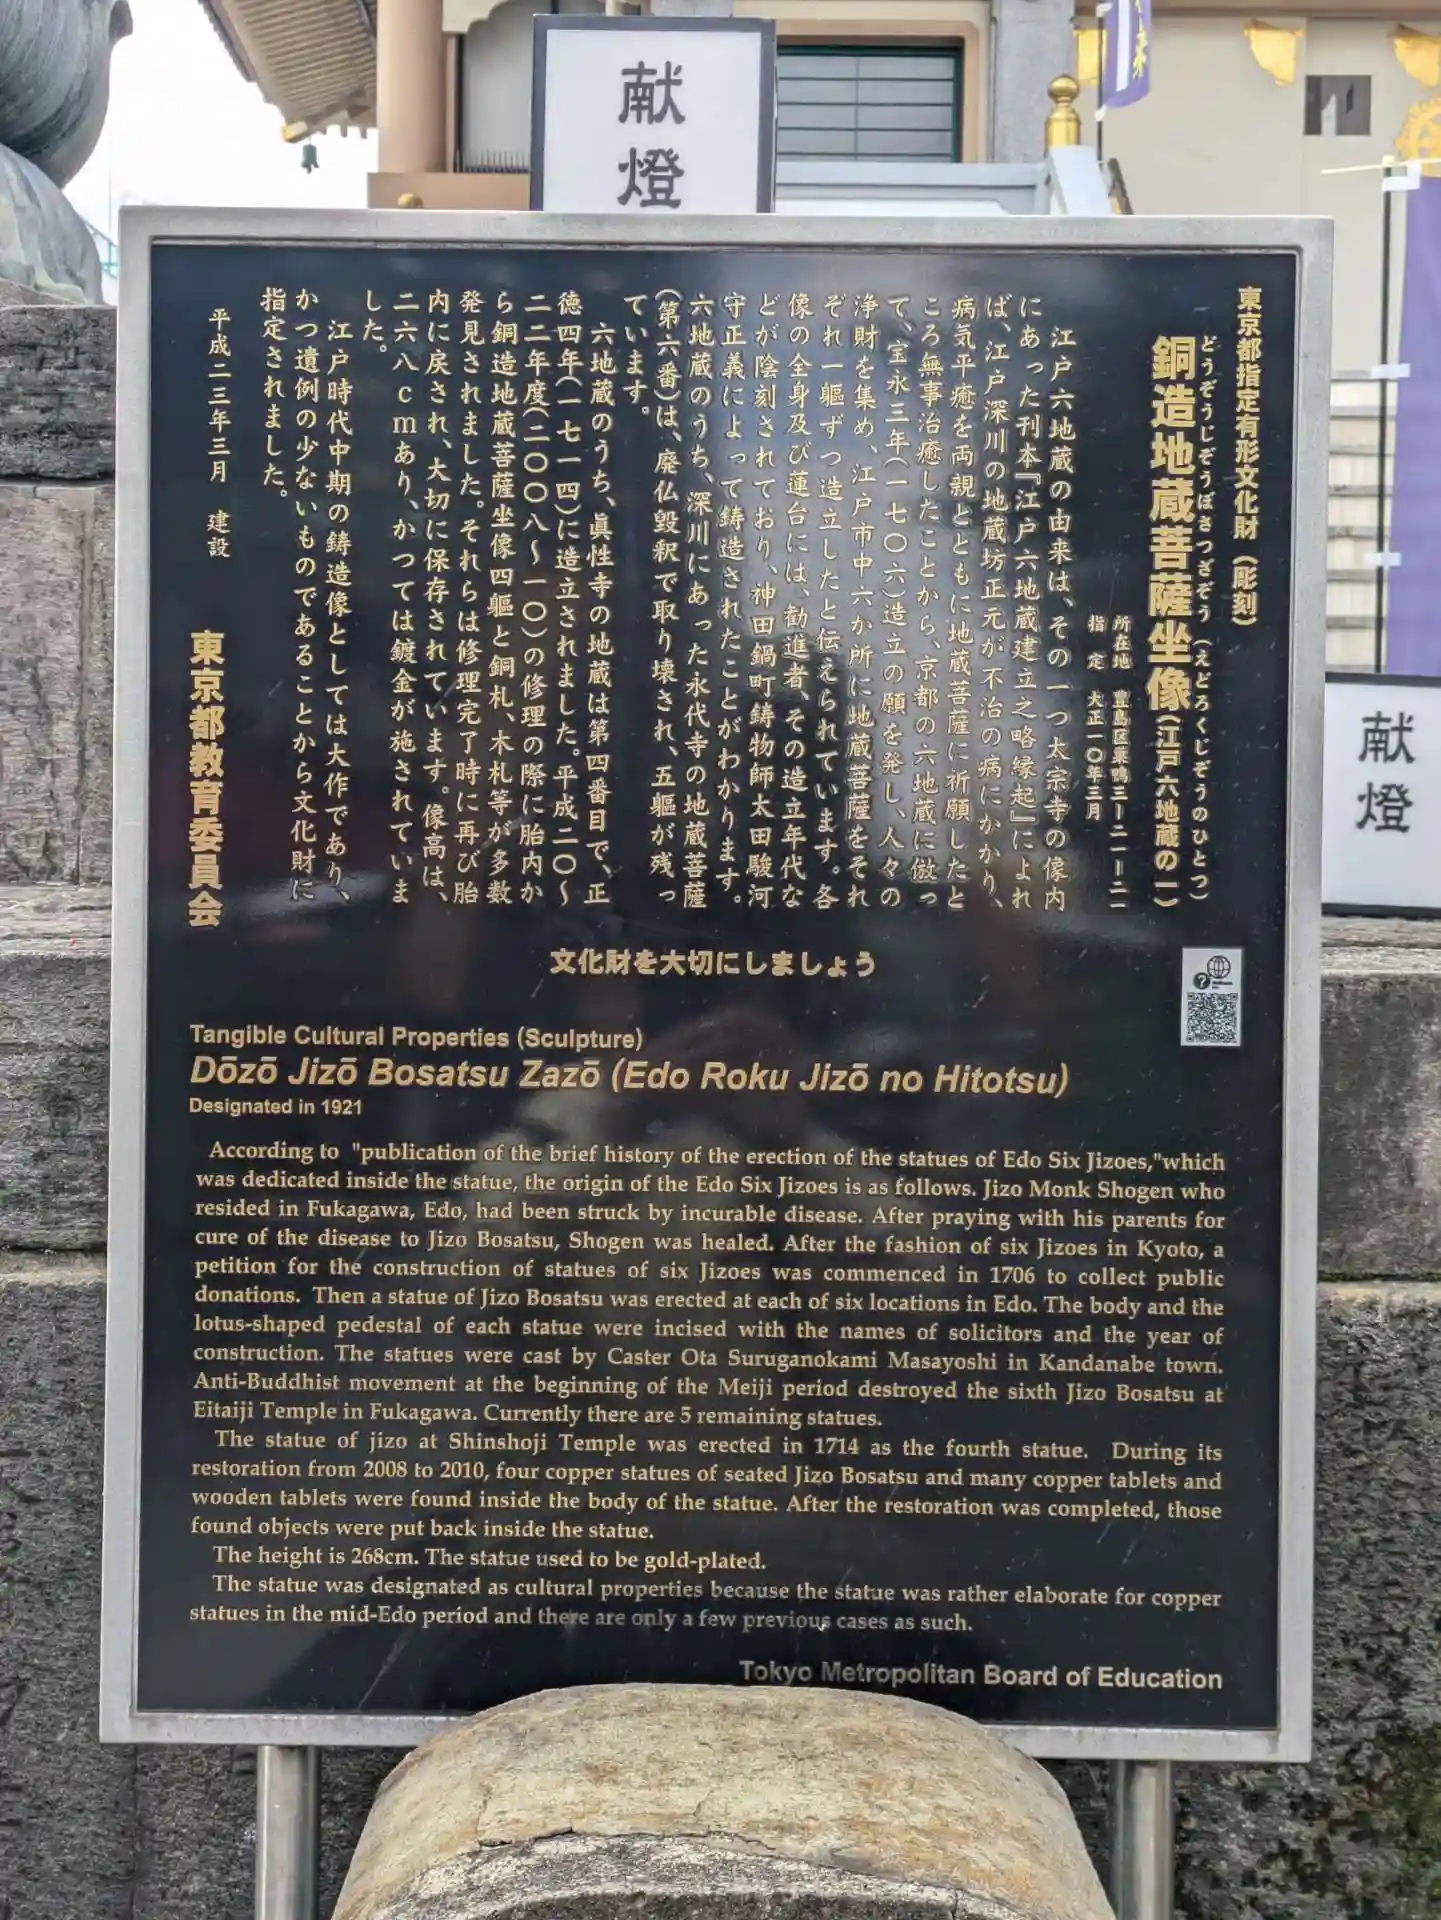 献燈
東京都指定有形文化財（彫刻）
どうぞうじぞうぼさつざぞう（えどろくじぞうのひとつ）
銅造地蔵菩薩坐像（江戸六地蔵の一）
所在地 豊島区巣鴨三－二一－二一
指定 大正一〇年三月
江戸六地蔵の由来は、その一つ太宗寺の像内
にあった刊本『江戸六地蔵建立之略縁起』によれ
ば、江戸深川の地蔵坊正元が不治の病にかかり、
病気平癒を両親とともに地蔵菩薩に祈願したと
ころ無事治癒したことから、京都の六地蔵に倣っ
て、宝永三年（一七〇六）造立の願を発し、人々の
浄財を集め、江戸市中六か所に地蔵菩薩をそれ
ぞれ一躯ずつ造立したと伝えられています。各
像の全身及び蓮台には、勧進者、その造立年代な
どが陰刻されており、神田鍋町鋳物師太田駿河
守正義によって鋳造されたことがわかります。
六地蔵のうち、深川にあった永代寺の地蔵菩薩
（第六番）は、廃仏毀釈で取り壊され、五躯が残っ
ています。
六地蔵のうち、眞性寺の地蔵は第四番目で、正
徳四年（一七一四）に造立されました。平成二〇～
二二年度（二〇〇八～一〇）の修理の際に胎内か
ら銅造地蔵菩薩坐像四躯と銅札、木札等が多数
発見されました。それらは修理完了時に再び胎
内に戻され、大切に保存されています。像高は、
二六八ｃｍあり、かつては鍍金が施されていま
した。
江戸時代中期の鋳造像としては大作であり、
かつ遺例の少ないものであることから文化財に
指定されました。
平成二三年三月 建設
東京都教育委員会
文化財を大切にしましょう
Tangible Cultural Properties (Sculpture)
Dōzō Jizō Bosatsu Zazō (Edo Roku Jizō no Hitotsu)
Designated in 1921
According to "publication of the brief history of the erection of the statues of Edo Six Jizoes,"which
was dedicated inside the statue, the origin of the Edo Six Jizoes is as follows. Jizo Monk Shogen who
resided in Fukagawa, Edo, had been struck by incurable disease. After praying with his parents for
cure of the disease to Jizo Bosatsu, Shogen was healed. After the fashion of six Jizoes in Kyoto, a
petition for the construction of statues of six Jizoes was commenced in 1706 to collect public
donations. Then a statue of Jizo Bosatsu was erected at each of six locations in Edo. The body and the
lotus-shaped pedestal of each statue were incised with the names of solicitors and the year of
construction. The statues were cast by Caster Ota Suruganokami Masayoshi in Kandanabe town.
Anti-Buddhist movement at the beginning of the Meiji period destroyed the sixth Jizo Bosatsu at
Eitaiji Temple in Fukagawa. Currently there are 5 remaining statues.
The statue of jizo at Shinshoji Temple was erected in 1714 as the fourth statue. During its
restoration from 2008 to 2010, four copper statues of seated Jizo Bosatsu and many copper tablets and
wooden tablets were found inside the body of the statue. After the restoration was completed, those
found objects were put back inside the statue.
The height is 268cm. The statue used to be gold-plated.
The statue was designated as cultural properties because the statue was rather elaborate for copper
statues in the mid-Edo period and there are only a few previous cases as such.
Tokyo Metropolitan Board of Education
献燈